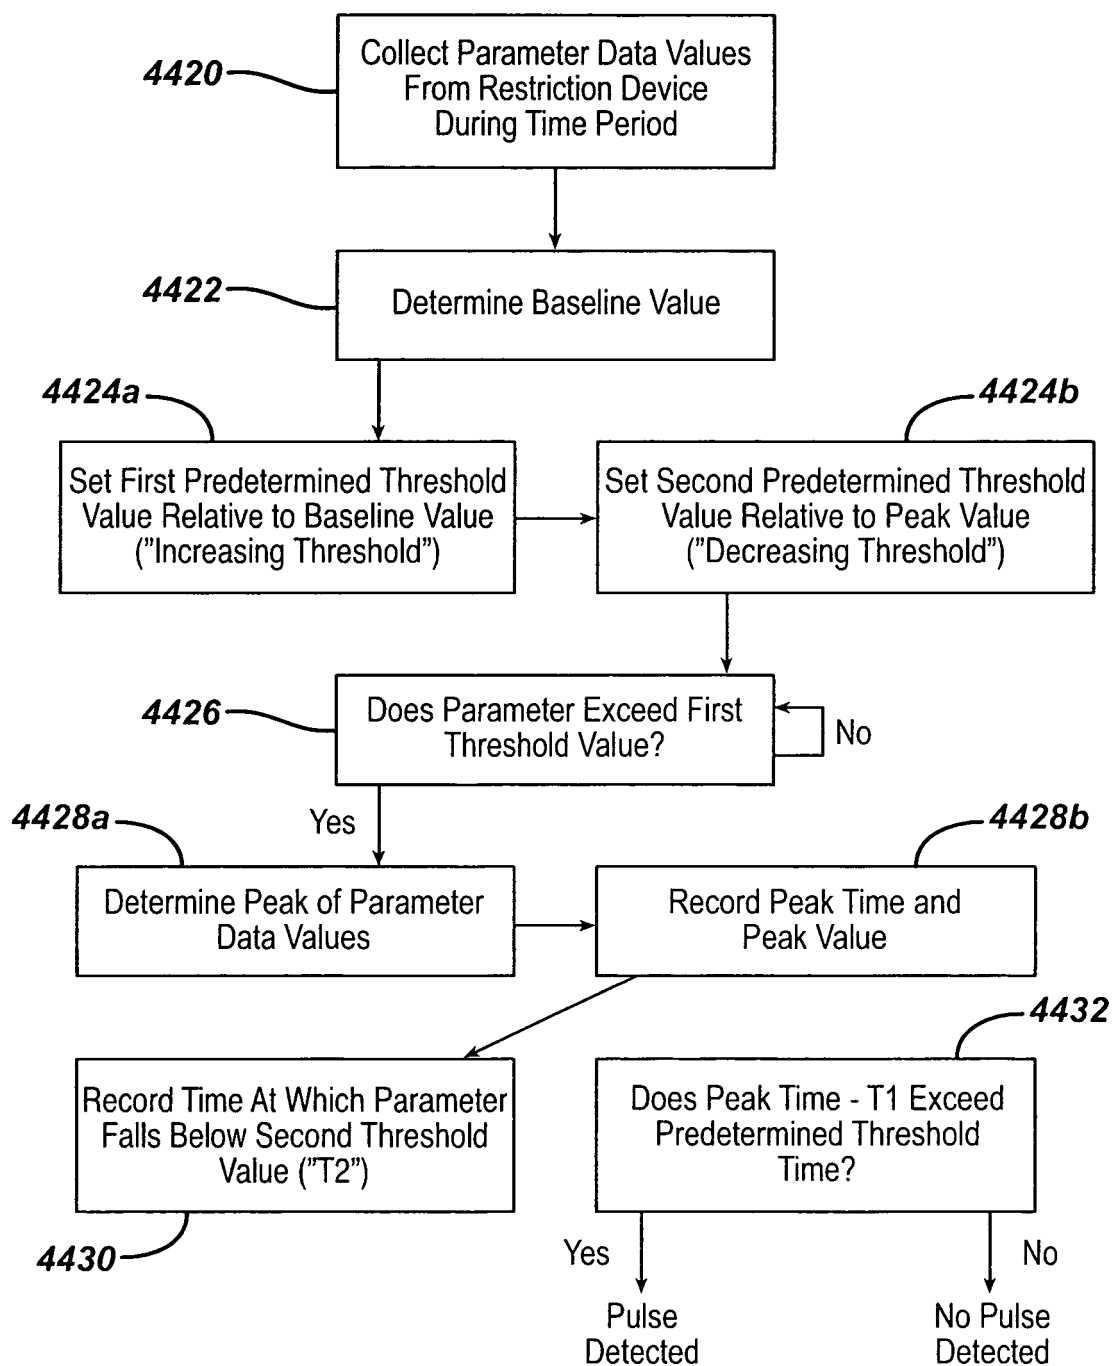 4420
Collect Parameter Data Values
From Restriction Device
During Time Period
4422
Determine Baseline Value
4424a
4424b
Set First Predetermined Threshold
Value Relative to Baseline Value
("Increasing Threshold")
Set Second Predetermined Threshold
Value Relative to Peak Value
("Decreasing Threshold")
4426
Does Parameter Exceed First
Threshold Value?
No
Yes
4428a
4428b
Determine Peak of Parameter
Data Values
Record Peak Time and
Peak Value
4432
Record Time At Which Parameter
Falls Below Second Threshold
Value ("T2")
4430
Does Peak Time - T1 Exceed
Predetermined Threshold
Time?
Yes
No
Pulse
Detected
No Pulse
Detected